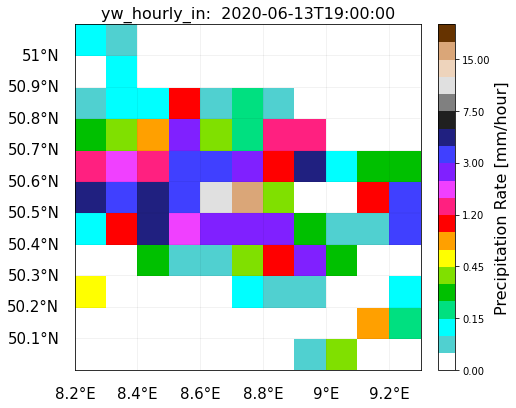 yw_hourly_in:  2020-06-13T19:00:00
51°N
50.9°N
50.8°N
50.7°N
50.6°N
50.5°N
50.4°N
50.3°N
50.2°N
50.1°N
8.2°E 8.4°E 8.6°E 8.8°E 9°E 9.2°E
15.00
7.50
3.00
1.20
0.45
0.15
0.00
Precipitation Rate [mm/hour]